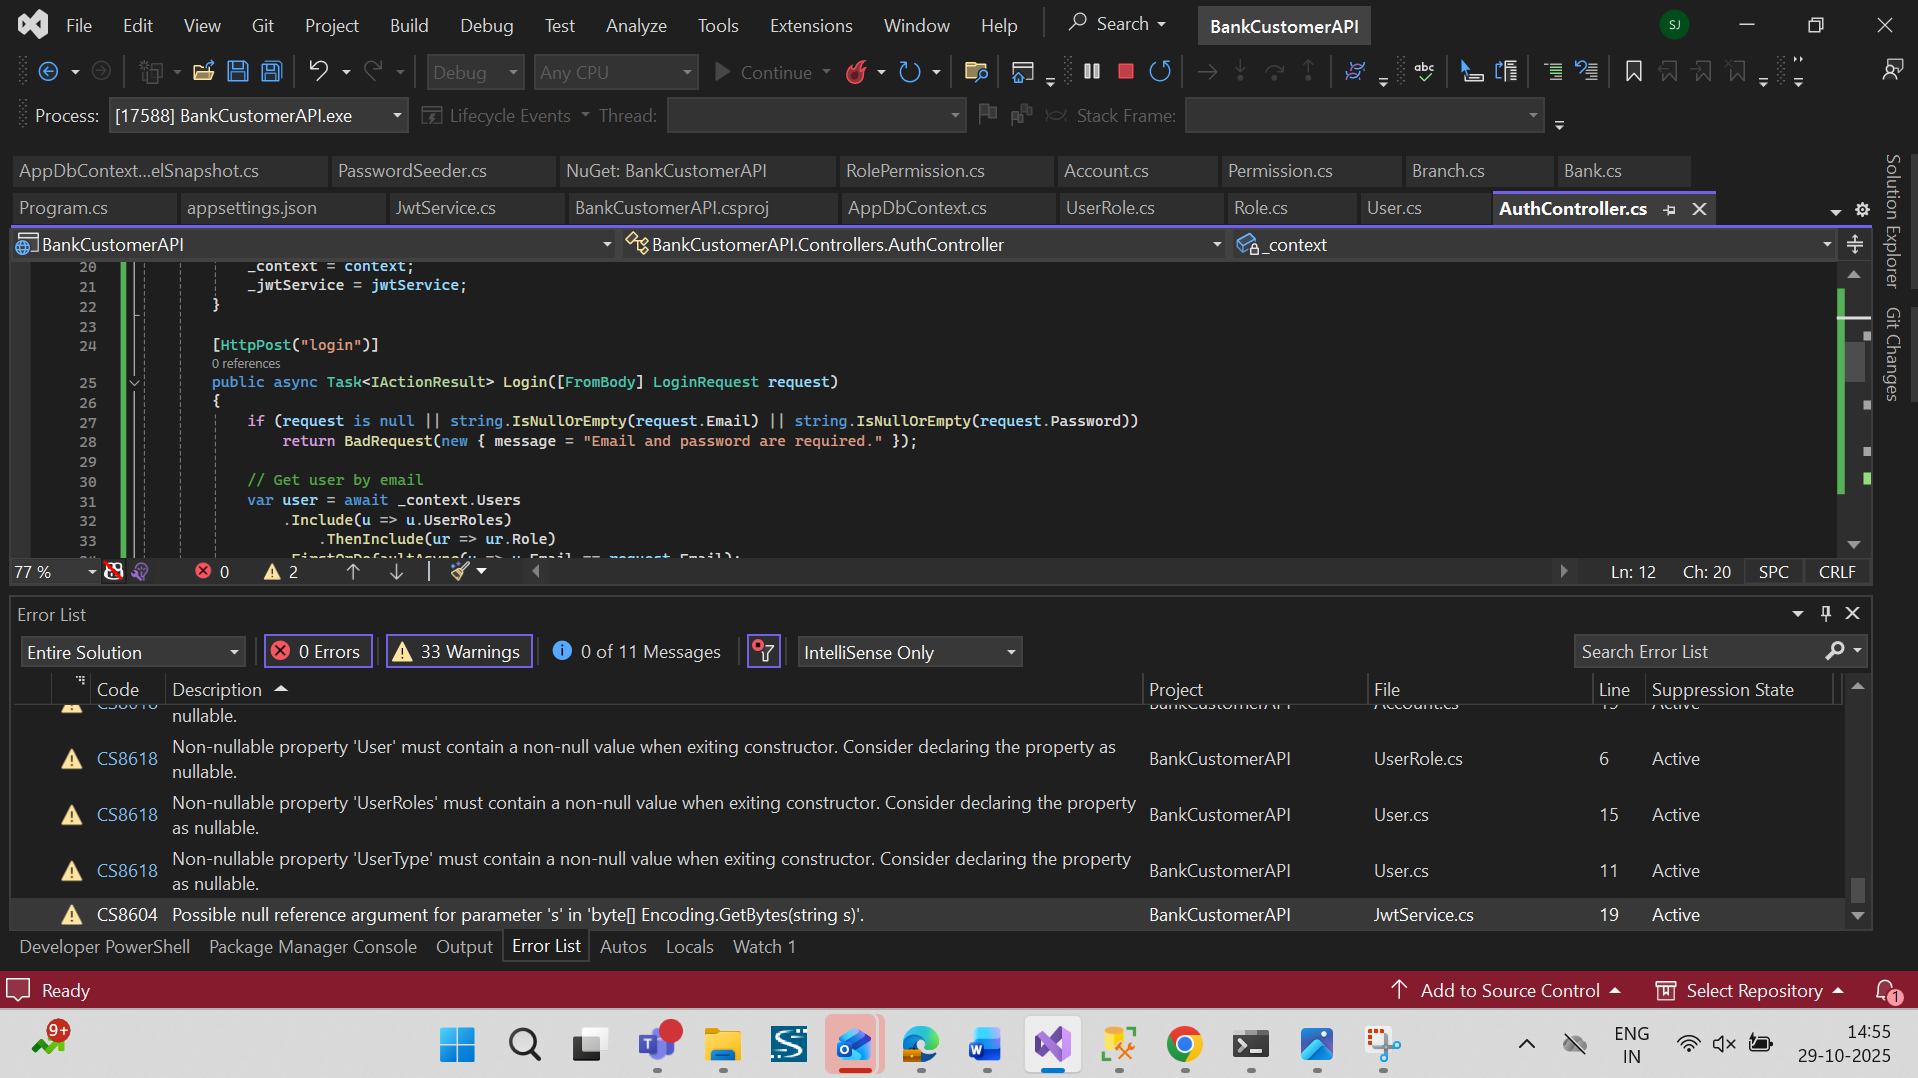 File Edit View Git Project Build Debug Test Analyze Tools Extensions Window Help Search BankCustomerAPI SJ
Debug Any CPU Continue abc
Process: [17588] BankCustomerAPI.exe Lifecycle Events Thread: Stack Frame:
AppDbContext...elSnapshot.cs PasswordSeeder.cs NuGet: BankCustomerAPI RolePermission.cs Account.cs Permission.cs Branch.cs Bank.cs
Program.cs appsettings.json JwtService.cs BankCustomerAPI.csproj AppDbContext.cs UserRole.cs Role.cs User.cs AuthController.cs
BankCustomerAPI BankCustomerAPI.Controllers.AuthController _context
Solution Explorer
Git Changes
20 _context = context;
21 _jwtService = jwtService;
22 }
23
24 [HttpPost("login")]
0 references
25 public async Task<IActionResult> Login([FromBody] LoginRequest request)
26 {
27 if (request is null || string.IsNullOrEmpty(request.Email) || string.IsNullOrEmpty(request.Password))
28 return BadRequest(new { message = "Email and password are required." });
29
30 // Get user by email
31 var user = await _context.Users
32 .Include(u => u.UserRoles)
33 .ThenInclude(ur => ur.Role)
.FirstOrDefaultAsync(u => u.Email == request.Email);
77 % 0 2 Ln: 12 Ch: 20 SPC CRLF
Error List
Entire Solution 0 Errors 33 Warnings 0 of 11 Messages IntelliSense Only Search Error List
Code Description Project File Line Suppression State
CS8618 nullable. BankCustomerAPI Account.cs Active
CS8618 Non-nullable property 'User' must contain a non-null value when exiting constructor. Consider declaring the property as BankCustomerAPI UserRole.cs 6 Active
nullable.
CS8618 Non-nullable property 'UserRoles' must contain a non-null value when exiting constructor. Consider declaring the property BankCustomerAPI User.cs 15 Active
as nullable.
CS8618 Non-nullable property 'UserType' must contain a non-null value when exiting constructor. Consider declaring the property BankCustomerAPI User.cs 11 Active
as nullable.
CS8604 Possible null reference argument for parameter 's' in 'byte[] Encoding.GetBytes(string s)'. BankCustomerAPI JwtService.cs 19 Active
Developer PowerShell Package Manager Console Output Error List Autos Locals Watch 1
Ready Add to Source Control Select Repository 1
9+ ENG 14:55
IN 29-10-2025